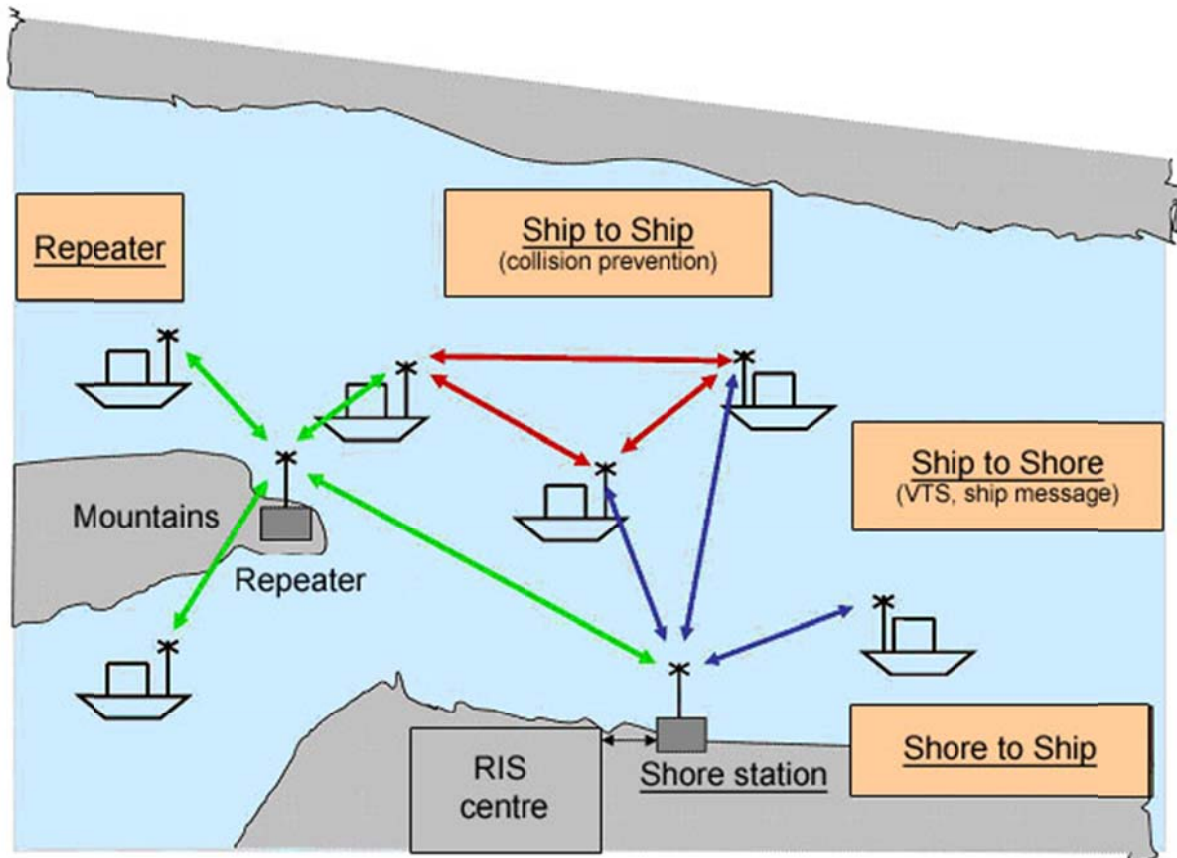 Repeater
Ship to Ship
(collision prevention)
Ship to Shore
(VTS, ship message)
Mountains
Repeater
RIS
centre
Shore station
Shore to Ship